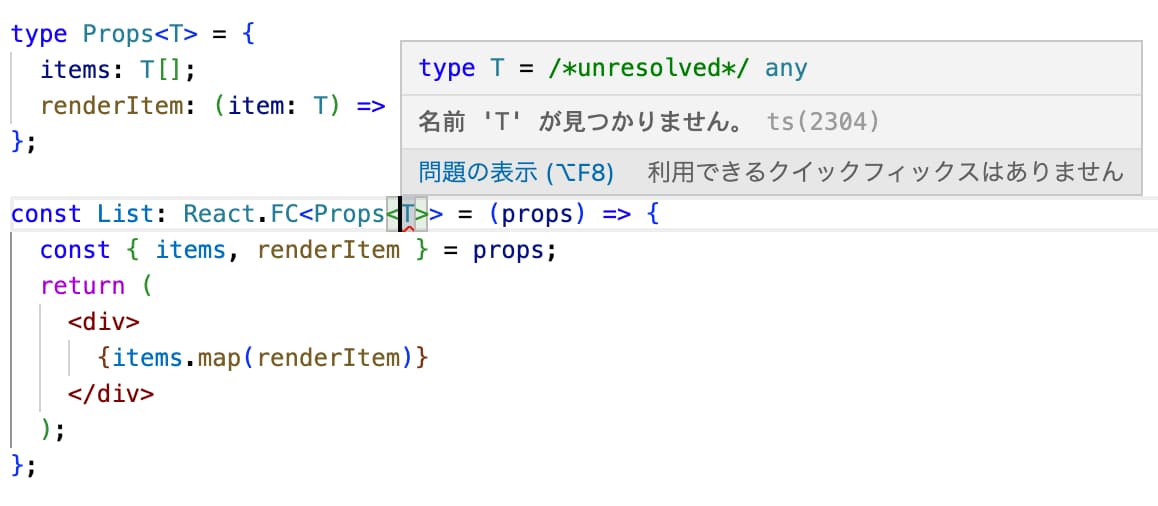 type Props<T> = {
  items: T[];
  renderItem: (item: T) =>
};
type T = /*unresolved*/ any
名前 'T' が見つかりません。 ts(2304)
問題の表示 (⌥F8) 利用できるクイックフィックスはありません
const List: React.FC<Props<T>> = (props) => {
  const { items, renderItem } = props;
  return (
    <div>
      {items.map(renderItem)}
    </div>
  );
};